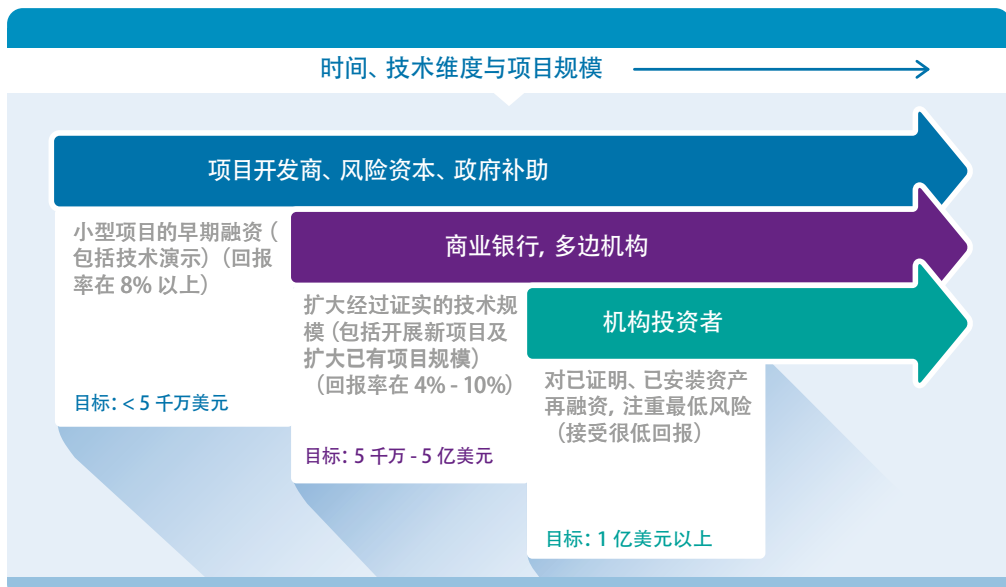 时间、技术维度与项目规模
项目开发商、风险资本、政府补助
小型项目的早期融资（
包括技术演示）（回报
率在 8% 以上）
目标：< 5 千万美元
商业银行, 多边机构
扩大经过证实的技术规
模（包括开展新项目及
扩大已有项目规模）
（回报率在 4% - 10%）
目标：5 千万 - 5 亿美元
机构投资者
对已证明、已安装资产
再融资, 注重最低风险
（接受很低回报）
目标：1 亿美元以上